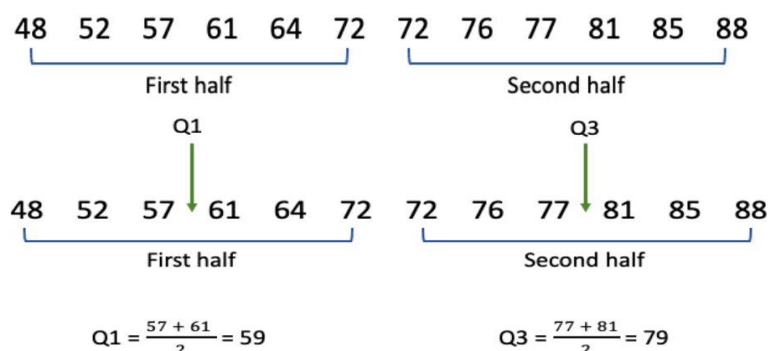 48 52 57 61 64 72 72 76 77 81 85 88
First half Second half
Q1 Q3
48 52 57 61 64 72 72 76 77 81 85 88
First half Second half
Q1 = (57 + 61)/2 = 59 Q3 = (77 + 81)/2 = 79